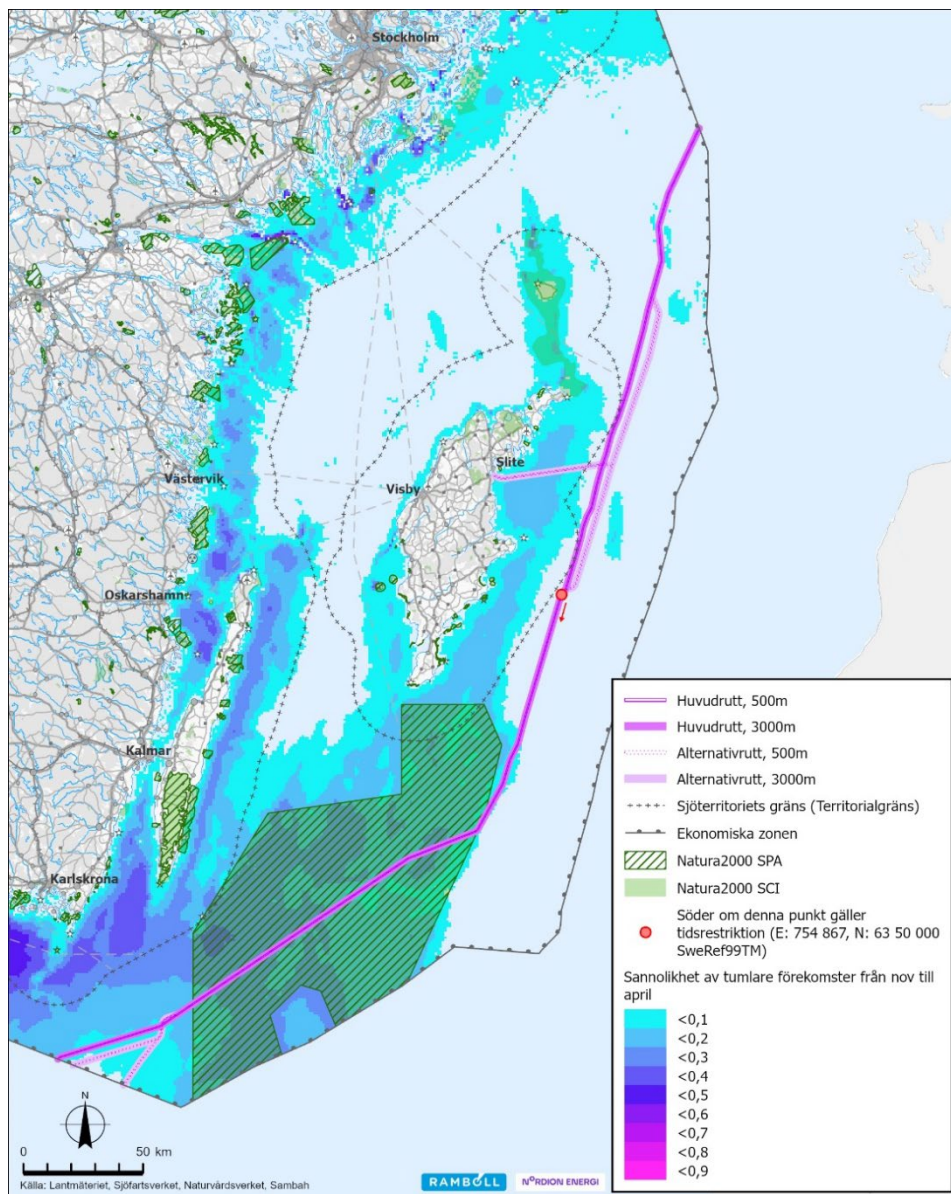 Stockholm
Slite
Västervik
Visby
Oskarshamn
Kalmar
Karlskrona
Huvudrutt, 500m
Huvudrutt, 3000m
Alternativrutt, 500m
Alternativrutt, 3000m
Sjöterritoriets gräns (Territorialgräns)
Ekonomiska zonen
Natura2000 SPA
Natura2000 SCI
Söder om denna punkt gäller
tidsrestriktion (E: 754 867, N: 63 50 000
SweRef99TM)
Sannolikhet av tumlare förekomster från nov till
april
<0,1
<0,2
<0,3
<0,4
<0,5
<0,6
<0,7
<0,8
<0,9
N
0 50 km
Källa: Lantmäteriet, Sjöfartsverket, Naturvårdsverket, Sambah
RAMBOLL NORDION ENERGI